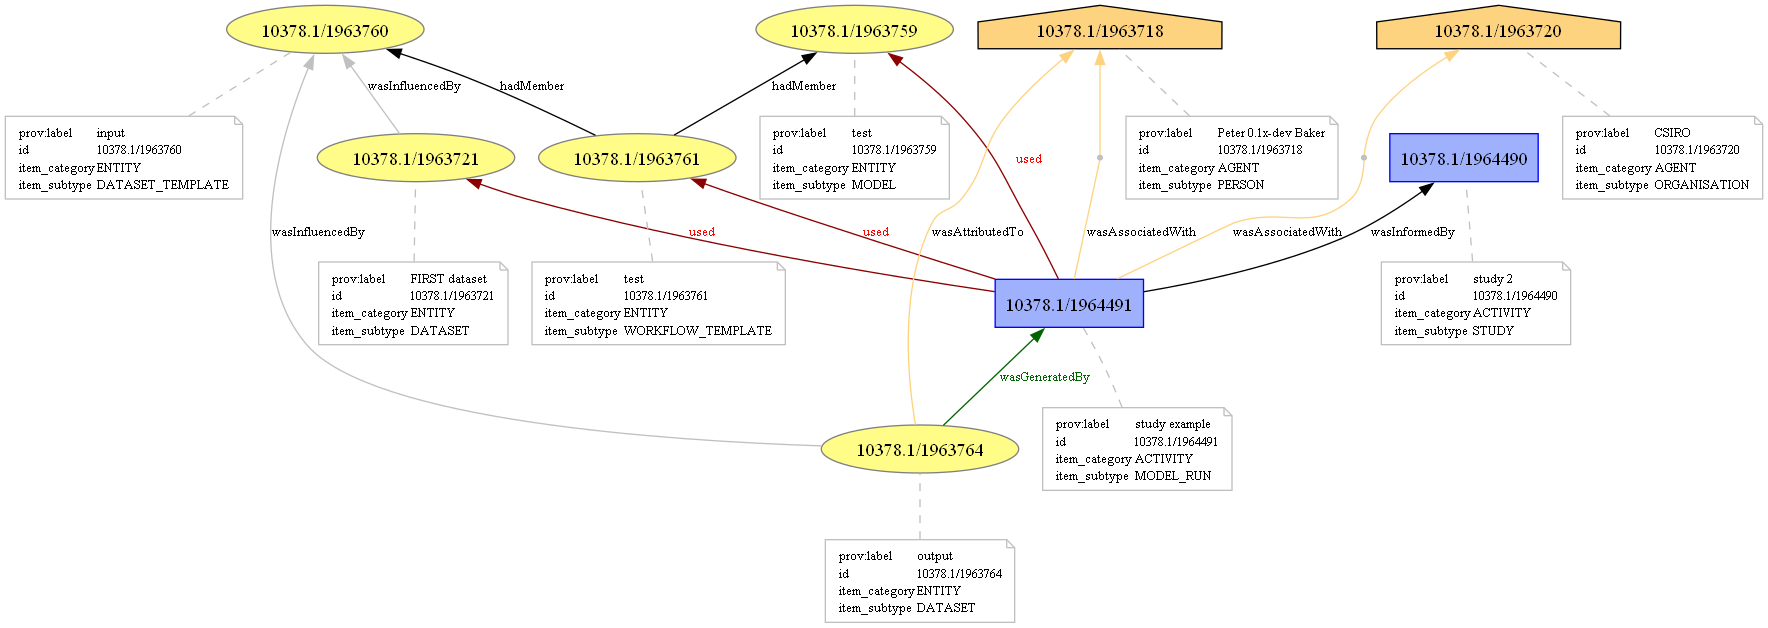 10378.1/1963760
10378.1/1963759
10378.1/1963718
10378.1/1963720
wasInfluencedBy
hadMember
hadMember
prov:label input
id 10378.1/1963760
item_category ENTITY
item_subtype DATASET_TEMPLATE
10378.1/1963721
10378.1/1963761
prov:label test
id 10378.1/1963759
item_category ENTITY
item_subtype MODEL
used
prov:label Peter 0.1x-dev Baker
id 10378.1/1963718
item_category AGENT
item_subtype PERSON
10378.1/1964490
prov:label CSIRO
id 10378.1/1963720
item_category AGENT
item_subtype ORGANISATION
wasInfluencedBy
used
used
wasAttributedTo
wasAssociatedWith
wasAssociatedWith
wasInformedBy
prov:label FIRST dataset
id 10378.1/1963721
item_category ENTITY
item_subtype DATASET
prov:label test
id 10378.1/1963761
item_category ENTITY
item_subtype WORKFLOW_TEMPLATE
10378.1/1964491
prov:label study 2
id 10378.1/1964490
item_category ACTIVITY
item_subtype STUDY
wasGeneratedBy
10378.1/1963764
prov:label study example
id 10378.1/1964491
item_category ACTIVITY
item_subtype MODEL_RUN
prov:label output
id 10378.1/1963764
item_category ENTITY
item_subtype DATASET